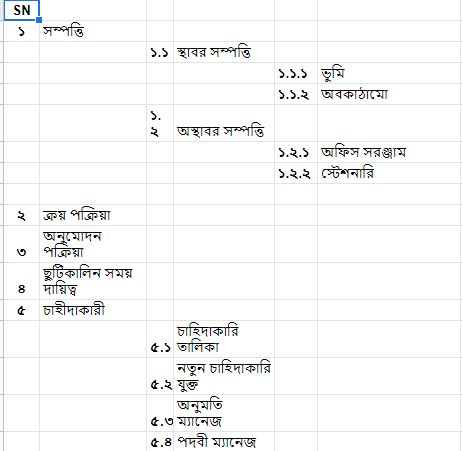 SN
১ সম্পত্তি
১.১ স্থাবর সম্পত্তি
১.১.১ ভুমি
১.১.২ অবকাঠামো
১.
২ অস্থাবর সম্পত্তি
১.২.১ অফিস সরঞ্জাম
১.২.২ স্টেশনারি
২ ক্রয় পক্রিয়া
অনুমোদন
৩ পক্রিয়া
ছুটিকালিন সময়
৪ দায়িত্ব
৫ চাহীদাকারী
চাহিদাকারি
৫.১ তালিকা
নতুন চাহিদাকারি
৫.২ যুক্ত
অনুমতি
৫.৩ ম্যানেজ
৫.৪ পদবী ম্যানেজ